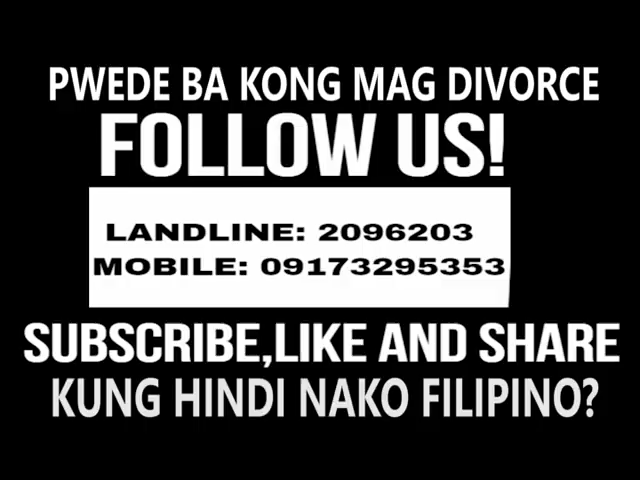 PWEDE BA KONG MAG DIVORCE
FOLLOW US!
LANDLINE: 2096203
MOBILE: 09173295353
SUBSCRIBE,LIKE AND SHARE
KUNG HINDI NAKO FILIPINO?